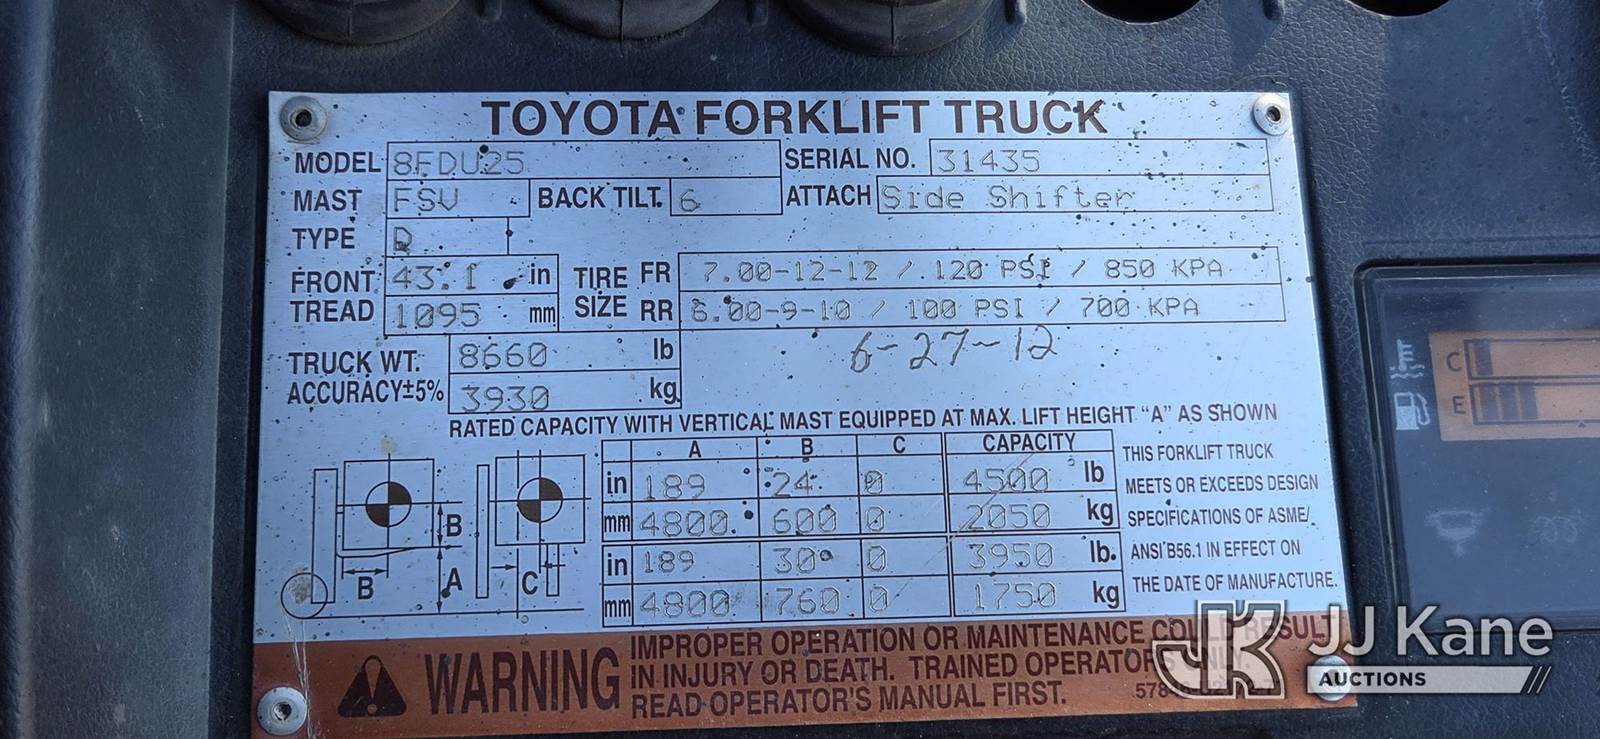 TOYOTA FORKLIFT TRUCK
MODEL 8FDU25 SERIAL NO. 31435
MAST FSV BACK TILT. 6 ATTACH Side Shifter
TYPE D
FRONT 43.1 in TIRE FR 7.00-12-12 / 120 PSI / 850 KPA
TREAD 1095 mm SIZE RR 6.00-9-10 / 100 PSI / 700 KPA
6-27-12
TRUCK WT. 8660 lb
ACCURACY±5% 3930 kg
RATED CAPACITY WITH VERTICAL MAST EQUIPPED AT MAX. LIFT HEIGHT "A" AS SHOWN
A B C CAPACITY
in 189 24 0 4500 lb
mm 4800 600 0 2050 kg
in 189 30 0 3950 lb.
mm 4800 760 0 1750 kg
B
B A C
THIS FORKLIFT TRUCK
MEETS OR EXCEEDS DESIGN
SPECIFICATIONS OF ASME/
ANSI B56.1 IN EFFECT ON
THE DATE OF MANUFACTURE.
WARNING
IMPROPER OPERATION OR MAINTENANCE COULD RESULT
IN INJURY OR DEATH. TRAINED OPERATORS ONLY.
READ OPERATOR'S MANUAL FIRST.
C
E
JK JJ Kane
AUCTIONS